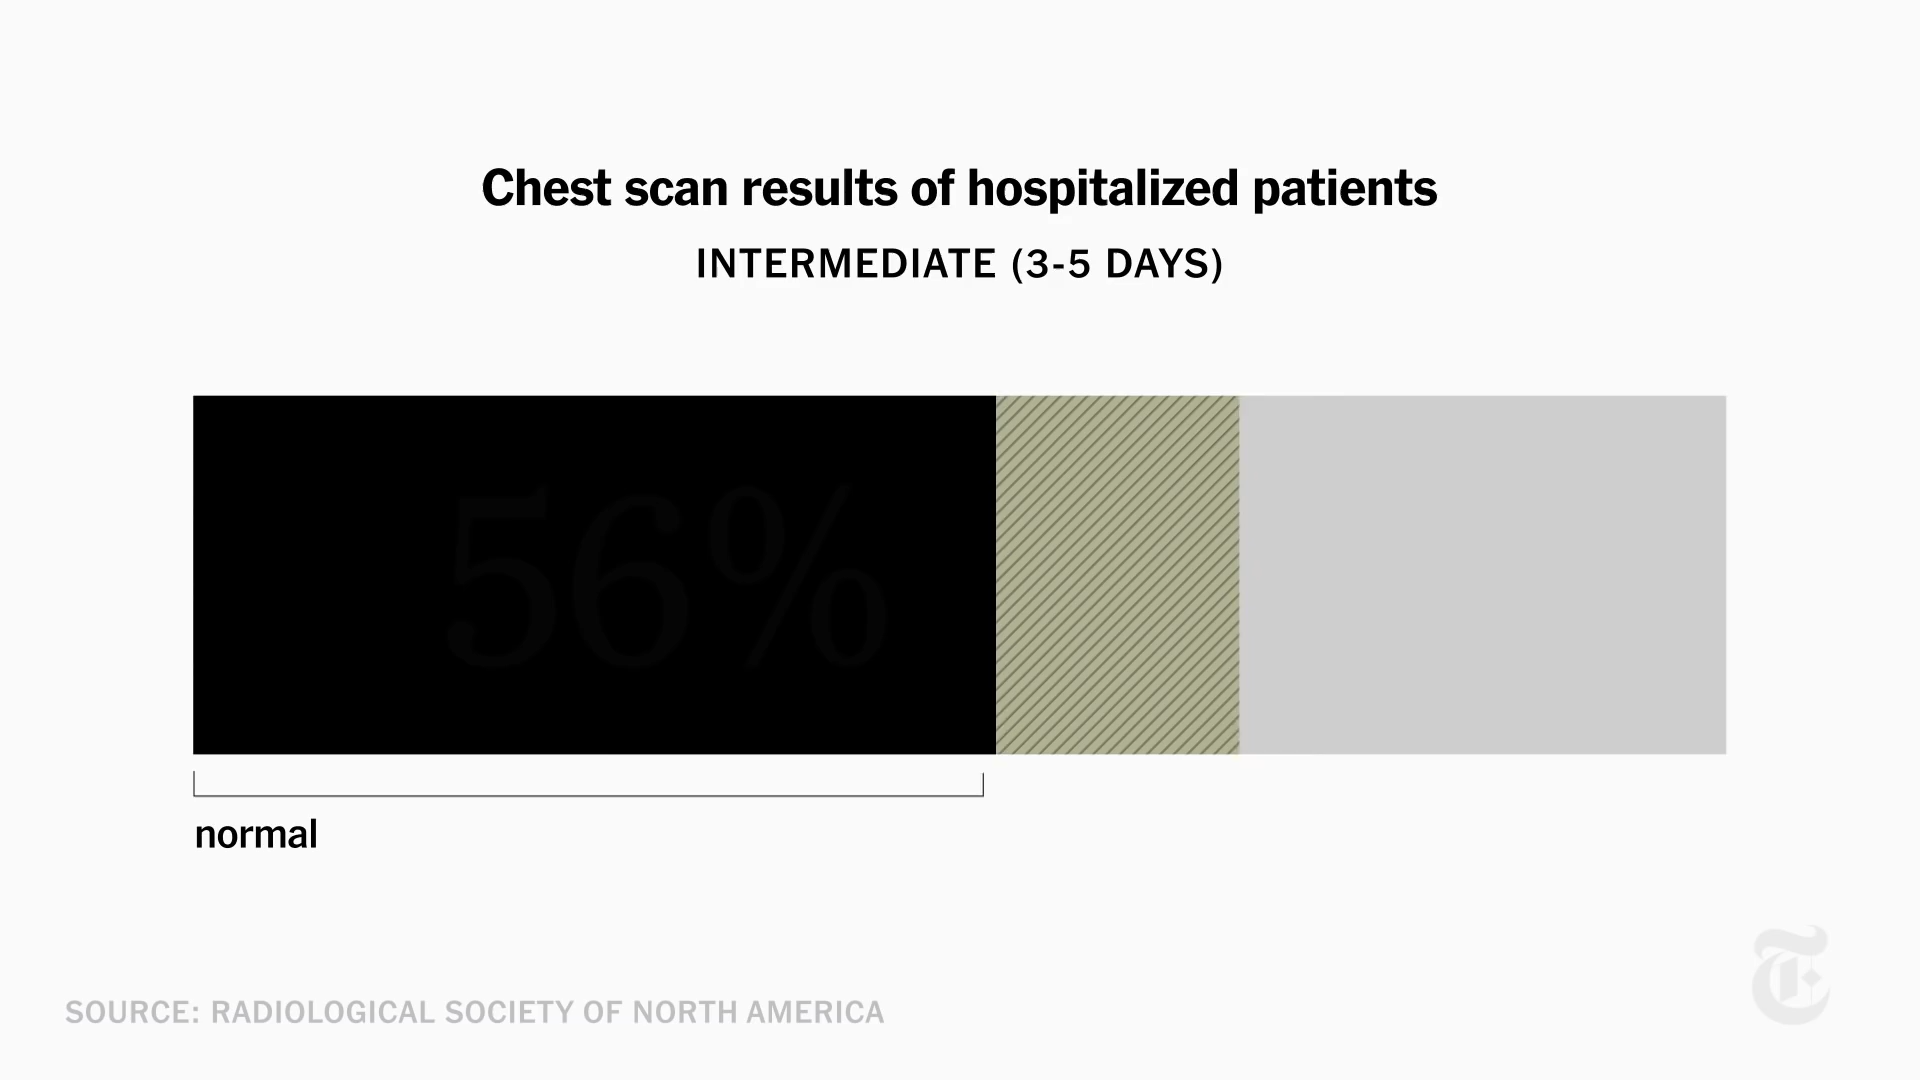 Chest scan results of hospitalized patients
INTERMEDIATE (3-5 DAYS)
56%
normal
SOURCE: RADIOLOGICAL SOCIETY OF NORTH AMERICA
T